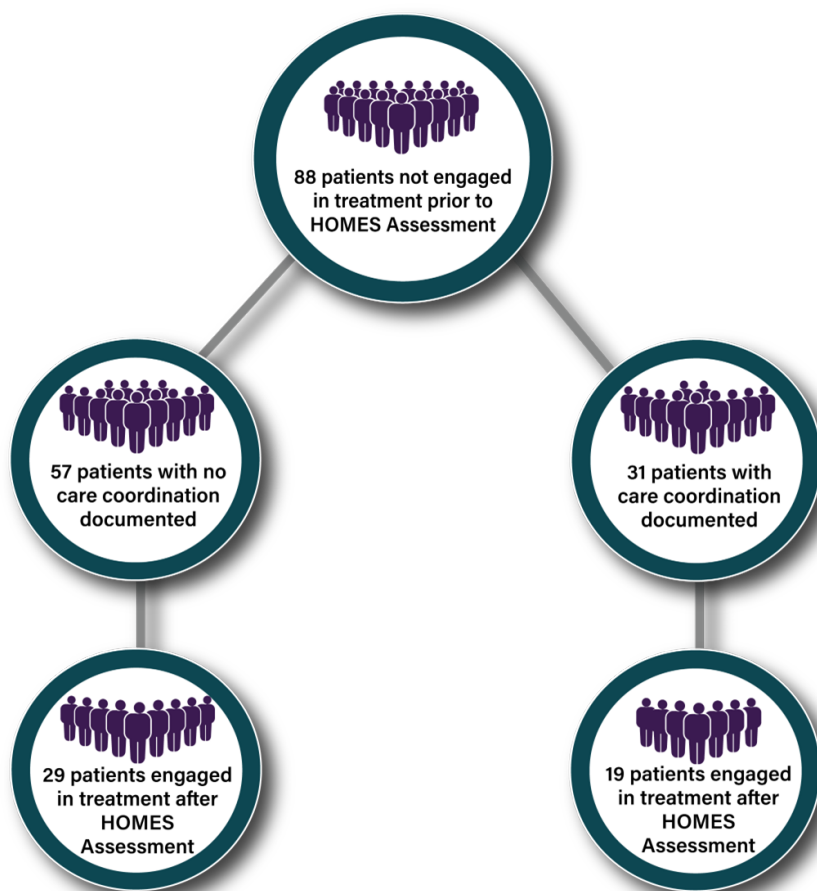 88 patients not engaged
in treatment prior to
HOMES Assessment
57 patients with no
care coordination
documented
31 patients with
care coordination
documented
29 patients engaged
in treatment after
HOMES
Assessment
19 patients engaged
in treatment after
HOMES
Assessment